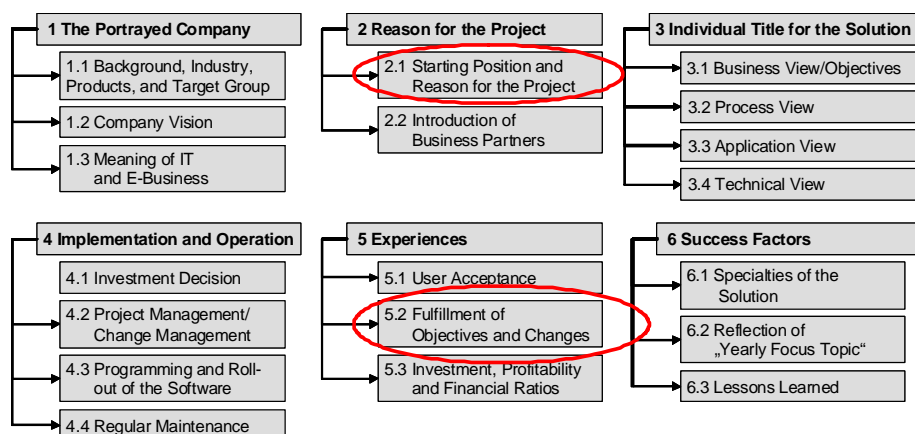 1 The Portrayed Company
1.1 Background, Industry,
Products, and Target Group
1.2 Company Vision
1.3 Meaning of IT
and E-Business
2 Reason for the Project
2.1 Starting Position and
Reason for the Project
2.2 Introduction of
Business Partners
3 Individual Title for the Solution
3.1 Business View/Objectives
3.2 Process View
3.3 Application View
3.4 Technical View
4 Implementation and Operation
4.1 Investment Decision
4.2 Project Management/
Change Management
4.3 Programming and Roll-
out of the Software
4.4 Regular Maintenance
5 Experiences
5.1 User Acceptance
5.2 Fulfillment of
Objectives and Changes
5.3 Investment, Profitability
and Financial Ratios
6 Success Factors
6.1 Specialties of the
Solution
6.2 Reflection of
„Yearly Focus Topic“
6.3 Lessons Learned